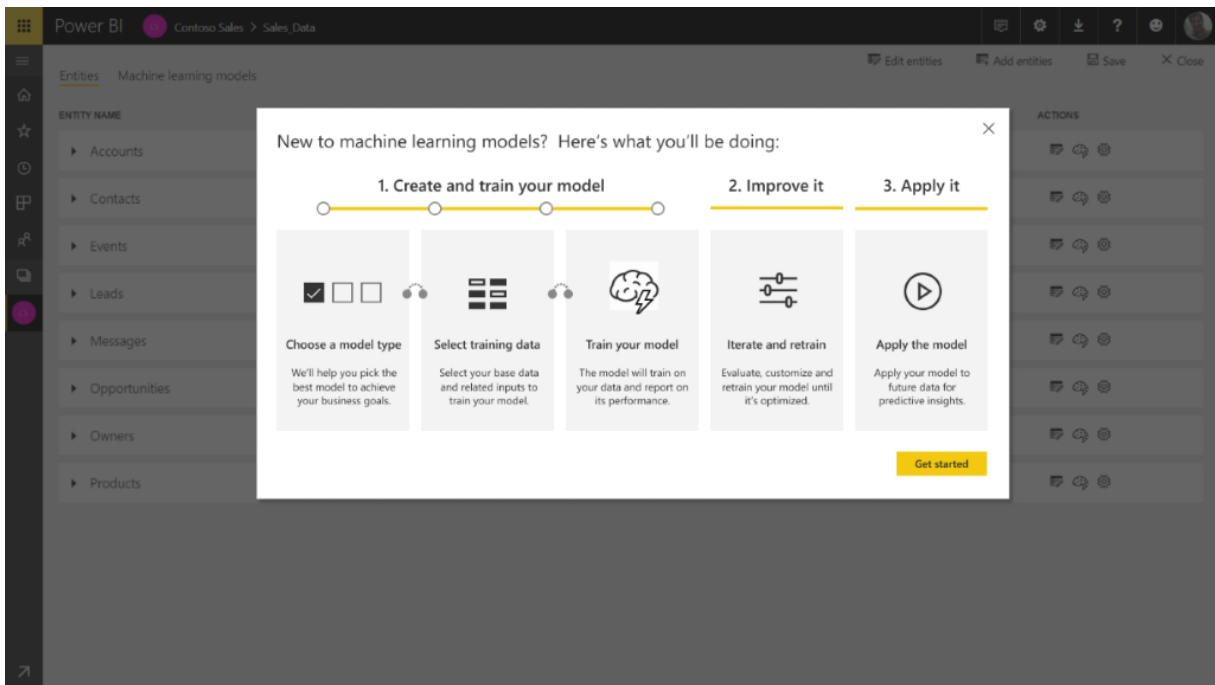 Power BI
Contoso Sales > Sales_Data
?
Entities
Machine learning models
Edit entities
Add entities
Save
Close
ENTITY NAME
ACTIONS
Accounts
Contacts
Events
Leads
Messages
Opportunities
Owners
Products
New to machine learning models? Here's what you'll be doing:
1. Create and train your model
2. Improve it
3. Apply it
Choose a model type
We'll help you pick the
best model to achieve
your business goals.
Select training data
Select your base data
and related inputs to
train your model.
Train your model
The model will train on
your data and report on
its performance.
Iterate and retrain
Evaluate, customize and
retrain your model until
it's optimized.
Apply the model
Apply your model to
future data for
predictive insights.
Get started